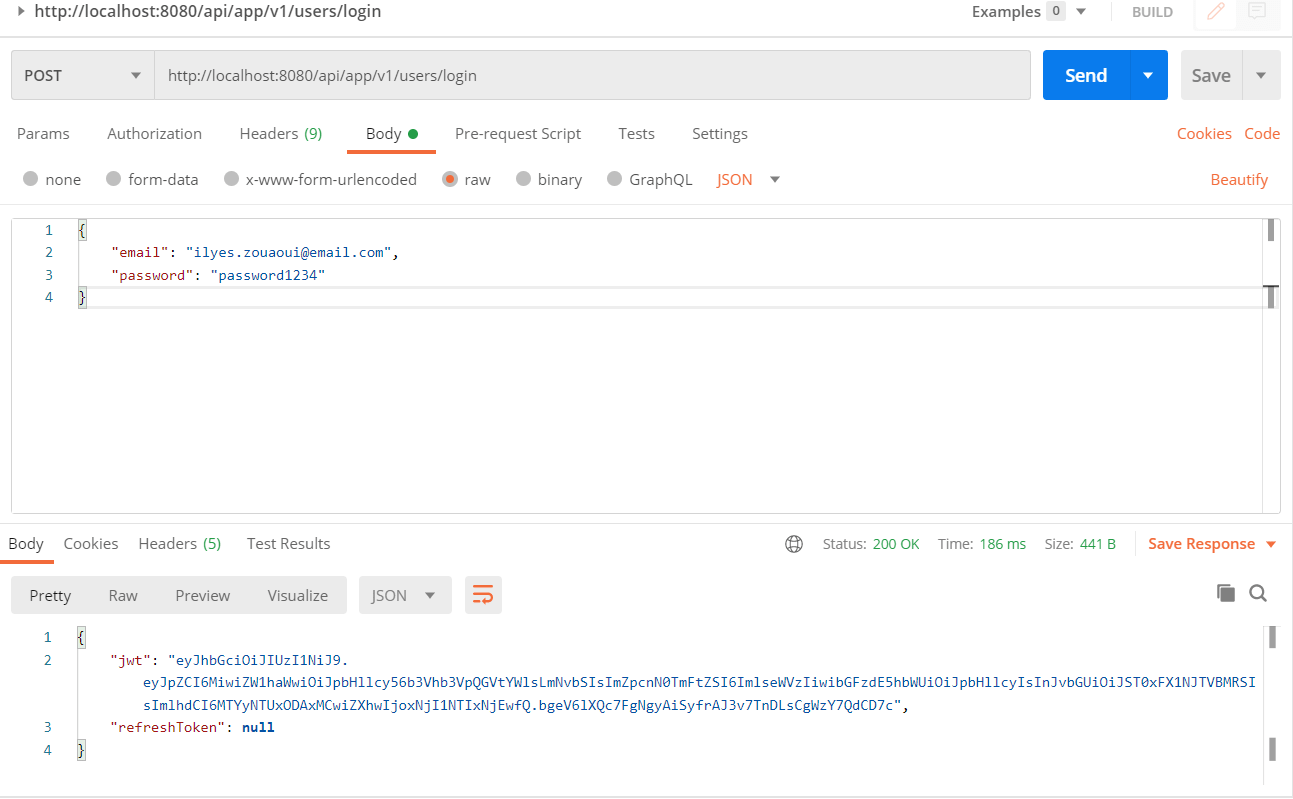 http://localhost:8080/api/app/v1/users/login Examples 0 BUILD
POST http://localhost:8080/api/app/v1/users/login Send Save
Params Authorization Headers (9) Body Pre-request Script Tests Settings Cookies Code
none form-data x-www-form-urlencoded raw binary GraphQL JSON Beautify
1 {
2 "email": "ilyes.zouaoui@email.com",
3 "password": "password1234"
4 }
Body Cookies Headers (5) Test Results Status: 200 OK Time: 186 ms Size: 441 B Save Response
Pretty Raw Preview Visualize JSON
1 {
2 "jwt": "eyJhbGciOiJIUzI1NiJ9.
eyJpZCI6MiwiZW1haWwiOiJpbHllcy56b3Vhb3VpQGVtYWlsLmNvbSIsImZpcnN0TmFtZSI6ImlseWVzIiwibGFzdE5hbWUiOiJpbHllcyIsInJvbGUiOiJST0xFX1NJTVBMRSI
sImlhdCI6MTYyNTUxODAxMCwiZXhwIjoxNjI1NTIxNjEwfQ.bgeV6lXQc7FgNgyAiSyfrAJ3v7TnDLsCgWzY7QdCD7c",
3 "refreshToken": null
4 }